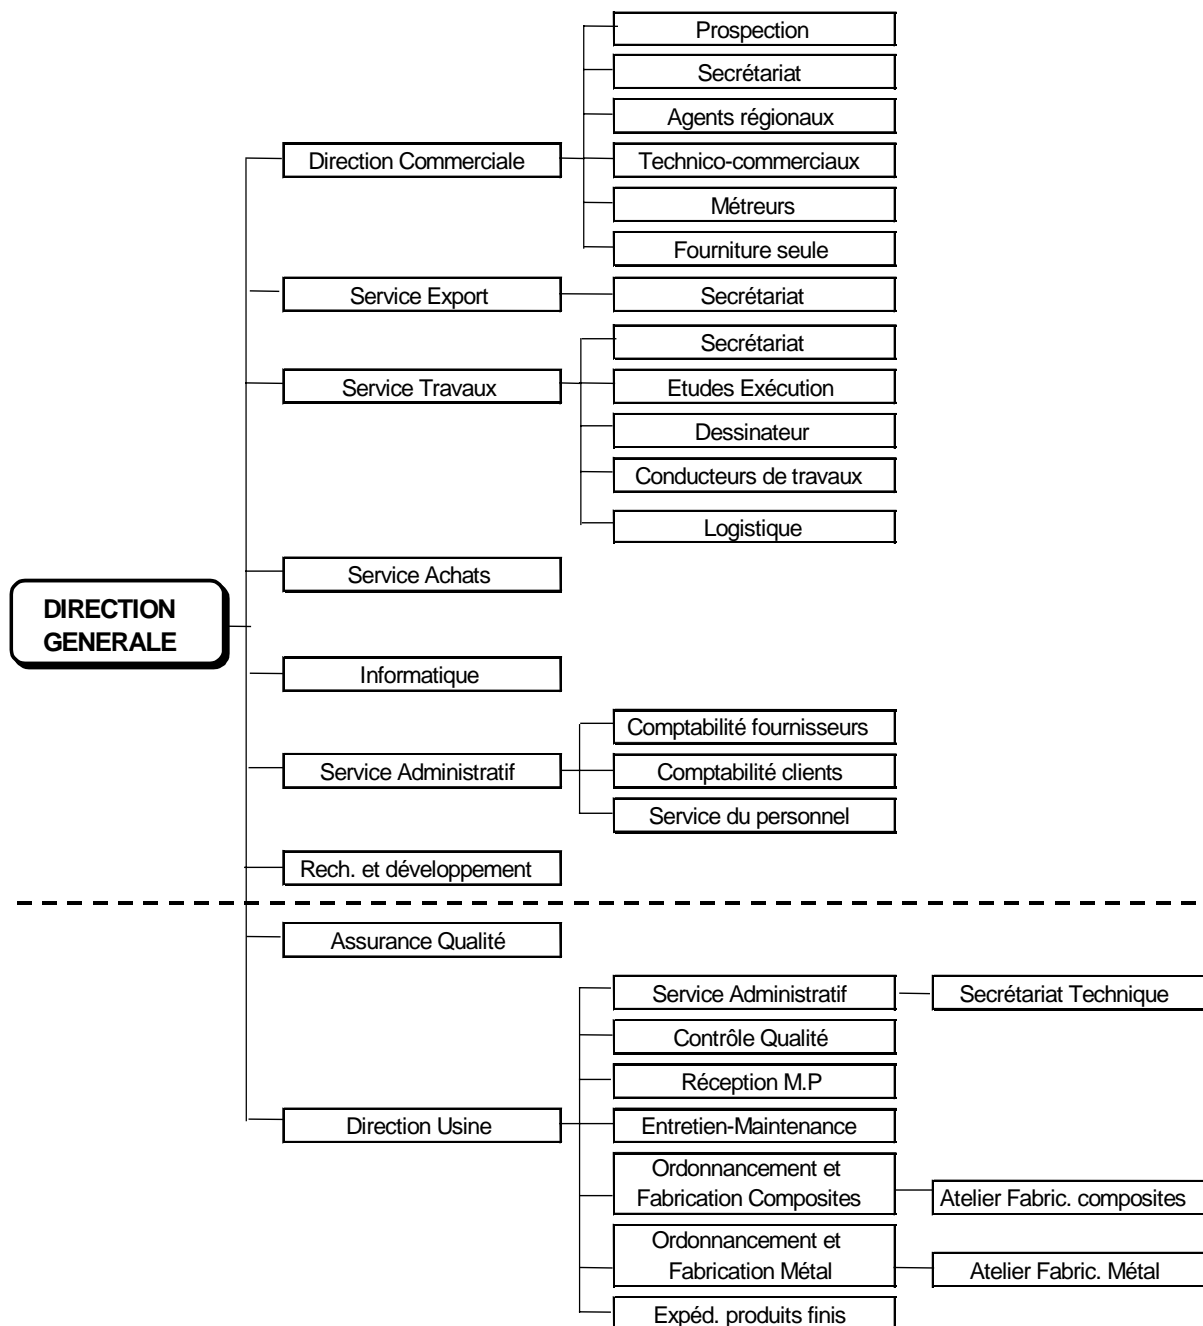 Prospection
Secrétariat
Agents régionaux
Direction Commerciale
Technico-commerciaux
Métreurs
Fourniture seule
Service Export
Secrétariat
Secrétariat
Service Travaux
Etudes Exécution
Dessinateur
Conducteurs de travaux
Logistique
Service Achats
DIRECTION
GENERALE
Informatique
Comptabilité fournisseurs
Service Administratif
Comptabilité clients
Service du personnel
Rech. et développement
Assurance Qualité
Service Administratif
Secrétariat Technique
Contrôle Qualité
Réception M.P
Direction Usine
Entretien-Maintenance
Ordonnancement et
Fabrication Composites
Atelier Fabric. composites
Ordonnancement et
Fabrication Métal
Atelier Fabric. Métal
Expéd. produits finis